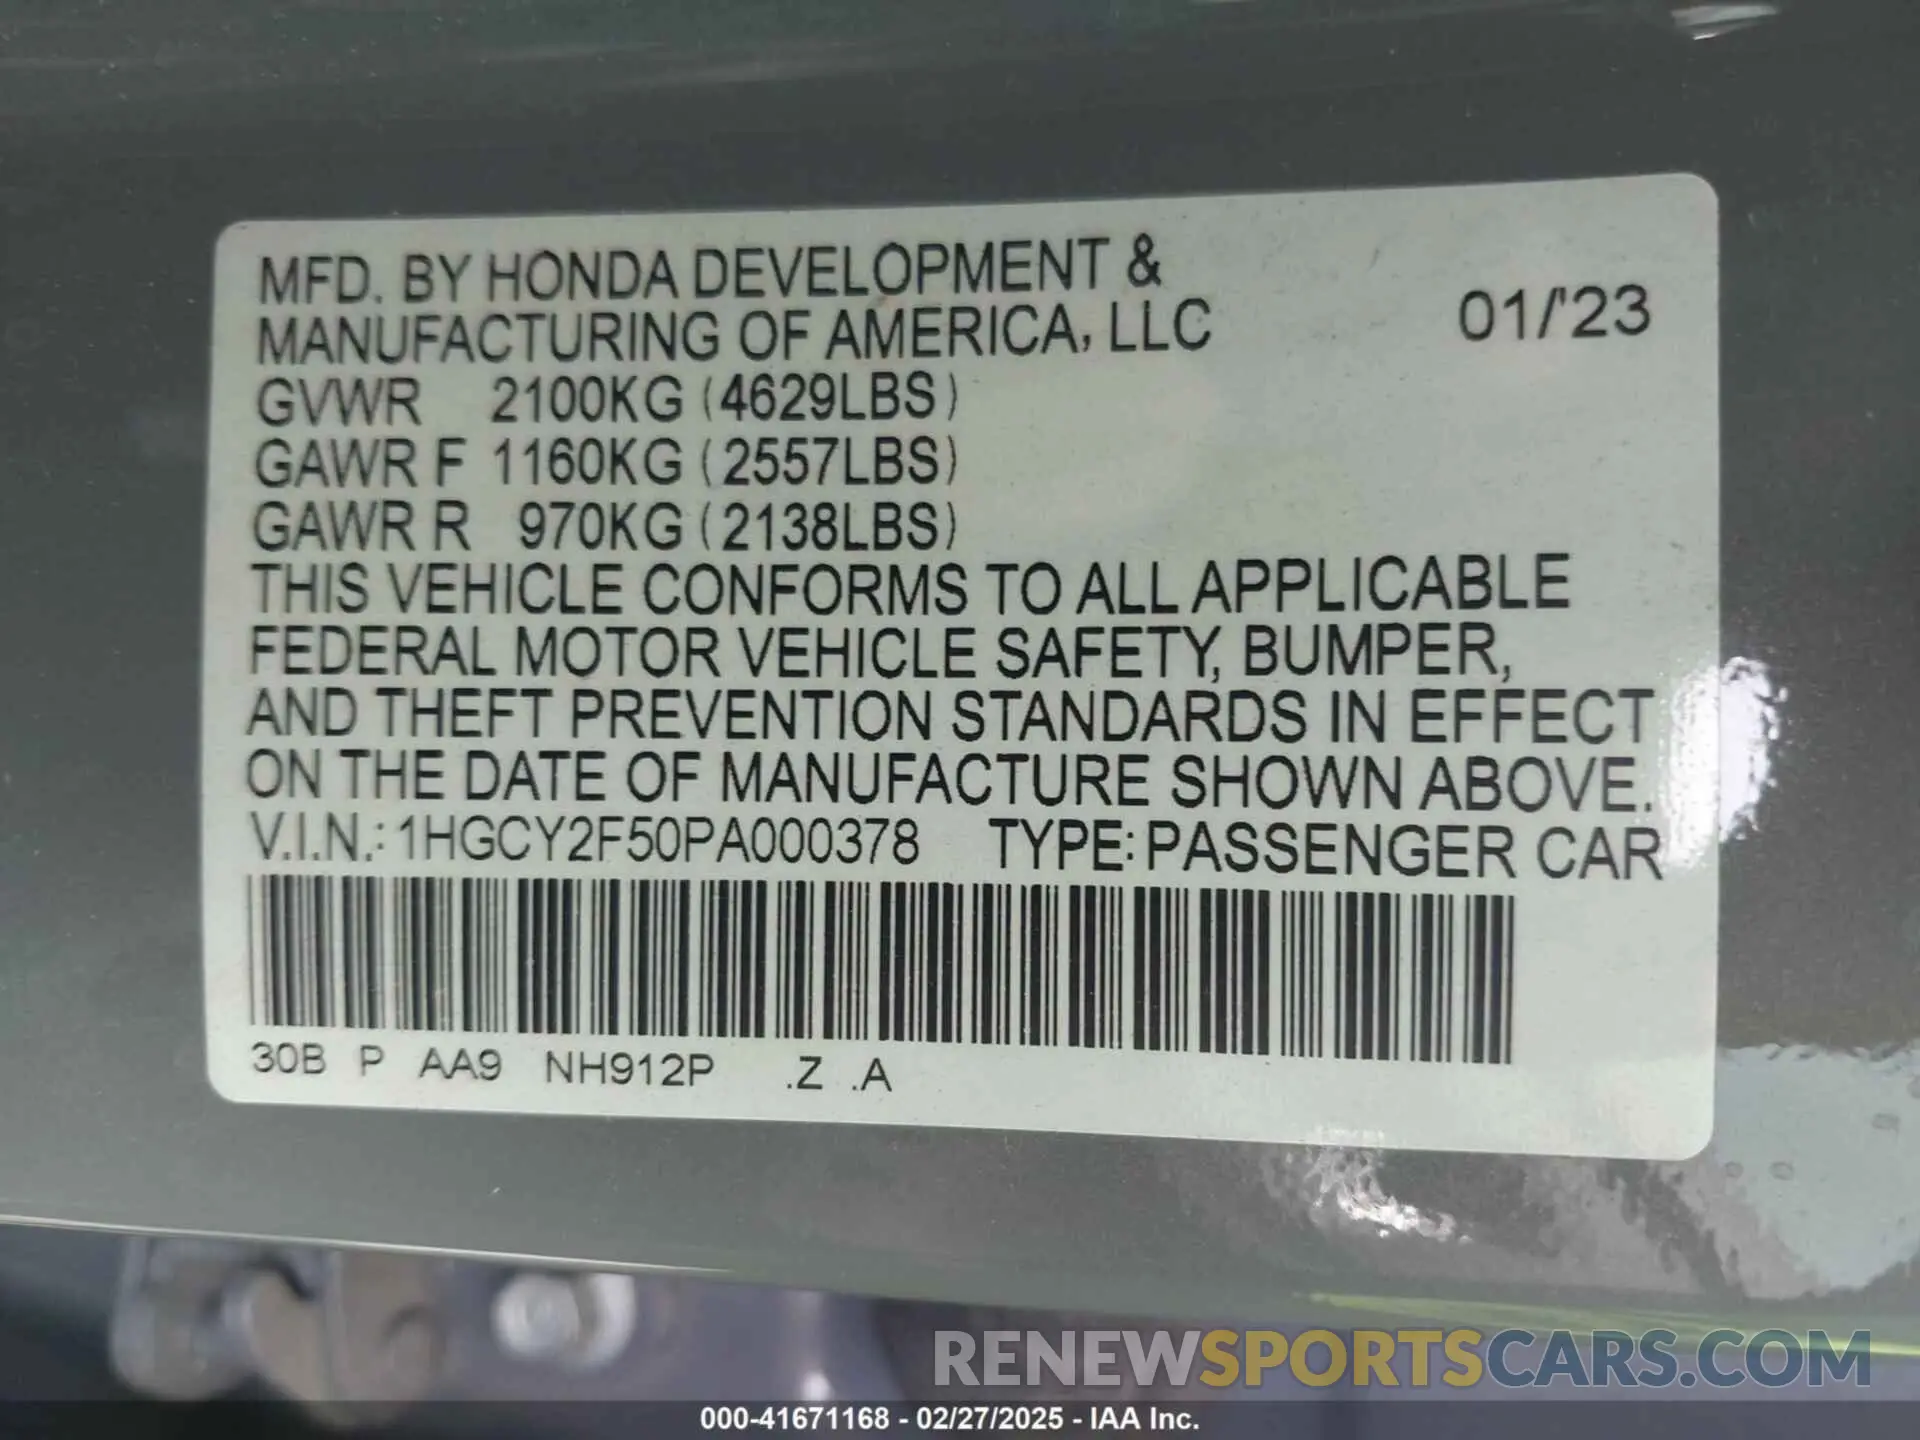 MFD. BY HONDA DEVELOPMENT &
MANUFACTURING OF AMERICA, LLC 01/'23
GVWR 2100KG (4629LBS)
GAWR F 1160KG (2557LBS)
GAWR R 970KG (2138LBS)
THIS VEHICLE CONFORMS TO ALL APPLICABLE
FEDERAL MOTOR VEHICLE SAFETY, BUMPER,
AND THEFT PREVENTION STANDARDS IN EFFECT
ON THE DATE OF MANUFACTURE SHOWN ABOVE.
V.I.N.: 1HGCY2F50PA000378 TYPE: PASSENGER CAR
30B P AA9 NH912P .Z .A
RENEWSPORTSCARS.COM
000-41671168 - 02/27/2025 - IAA Inc.